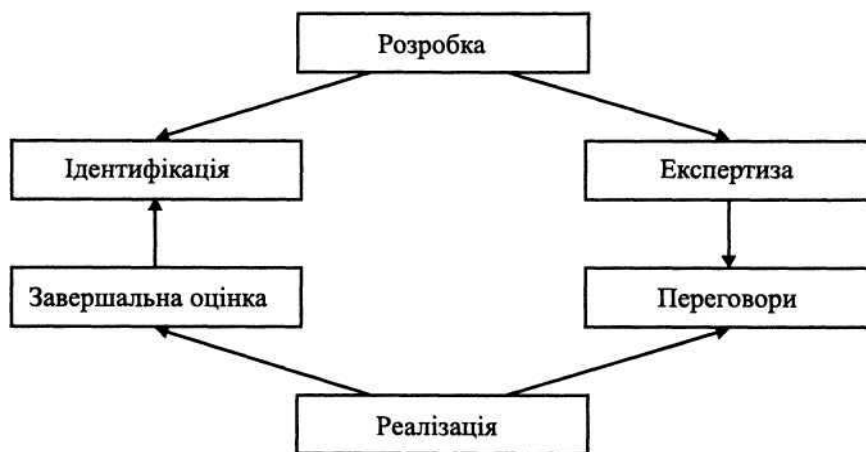 Розробка
Ідентифікація
Експертиза
Завершальна оцінка
Переговори
Реалізація